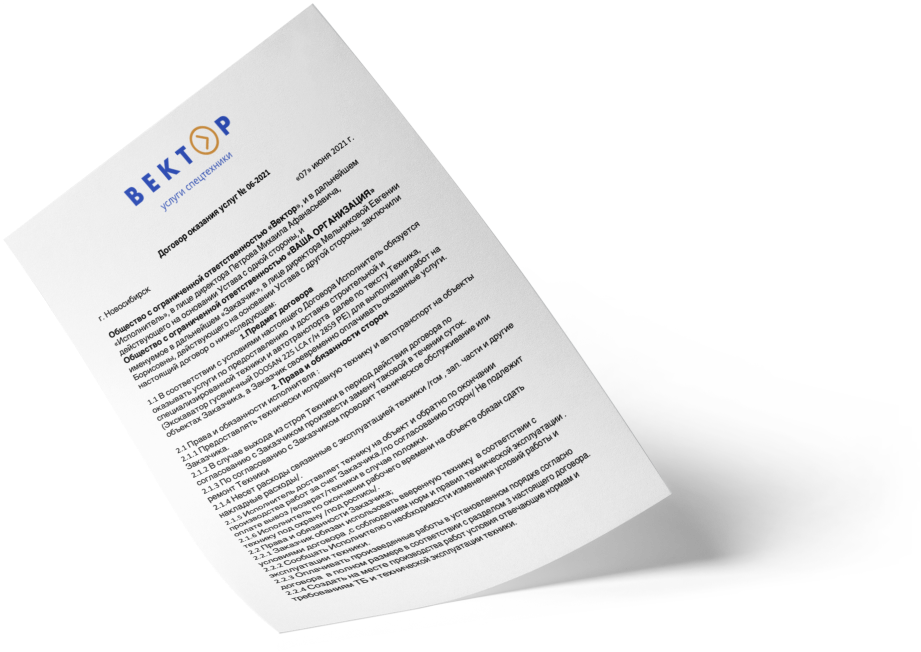 ВЕКТОР
услуги спецтехники
Договор оказания услуг № 06-2021
г. Новосибирск «07» июня 2021 г.
Общество с ограниченной ответственностью «Вектор», и в дальнейшем
«Исполнитель», в лице директора Петрова Михаила Афанасьевича,
действующего на основании Устава с одной стороны, и
Общество с ограниченной ответственностью «ВАША ОРГАНИЗАЦИЯ»
именуемое в дальнейшем «Заказчик», в лице директора Мельниковой Евгении
Борисовны, действующего на основании Устава с другой стороны, заключили
настоящий договор о нижеследующем:
1.Предмет договора
1.1 В соответствии с условиями настоящего Договора Исполнитель обязуется
оказывать услуги по предоставлению и доставке строительной и
специализированной техники и автотранспорта далее по тексту Техника,
(Экскаватор гусеничный DOOSAN 225 LCA Г/Н 2859 РЕ) для выполнения работ на
объектах Заказчика, а Заказчик своевременно оплачивать оказанные услуги.
2. Права и обязанности сторон
2.1 Права и обязанности исполнителя :
2.1.1 Предоставлять технически исправную технику и автотранспорт на объекты
Заказчика.
2.1.2 В случае выхода из строя Техники в период действия договора по
согласованию с Заказчиком произвести замену таковой в течении суток.
2.1.3 По согласованию с Заказчиком проводит техническое обслуживание или
ремонт Техники
2.1.4 Несет расходы связанные с эксплуатацией техники /гсм , зап. части и другие
накладные расходы/.
2.1.5 Исполнитель доставляет технику на объект и обратно по окончании
производства работ за счет Заказчика,/по согласованию сторон/ Не подлежит
оплате вывоз /возврат/техники в случае поломки.
2.1.6 Исполнитель по окончании рабочего времени на объекте обязан сдать
технику под охрану /под роспись/.
2.2 Права и обязанности Заказчика;
2.2.1 Заказчик обязан использовать вверенную технику в соответствии с
условиями договора ,с соблюдением норм и правил технической эксплуатации .
2.2.2 Сообщать Исполнителю о необходимости изменения условий работы и
эксплуатации техники.
2.2.3 Оплачивать произведенные работы в установленном порядке согласно
договора в полном размере в соответствии с разделом 3 настоящего договора.
2.2.4 Создать на месте производства работ условия отвечающие нормам и
требованиям ТБ и технической эксплуатации техники.